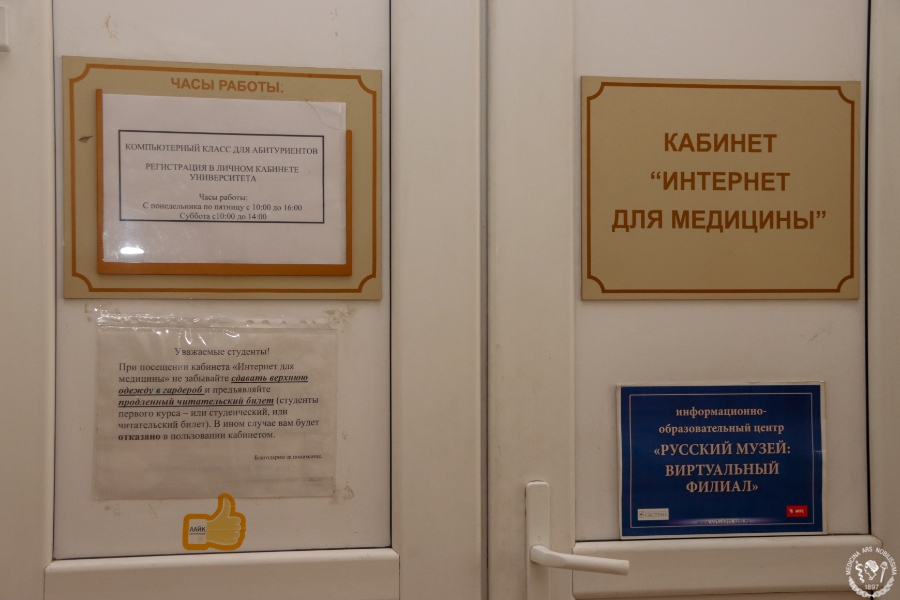 ЧАСЫ РАБОТЫ:
КОМПЬЮТЕРНЫЙ КЛАСС ДЛЯ АБИТУРИЕНТОВ
РЕГИСТРАЦИЯ В ЛИЧНОМ КАБИНЕТЕ
УНИВЕРСИТЕТА
Часы работы:
С понедельника по пятницу с 10:00 до 16:00
Суббота с10:00 до 14:00
Уважаемые студенты!
При посещении кабинета «Интернет для
медицины» не забывайте сдавать верхнюю
одежду в гардероб и предъявляйте
продленный читательский билет (студенты
первого курса – или студенческий, или
читательский билет). В ином случае вам будет
отказано в пользовании кабинетом.
Благодарим за понимание.
ЛАЙК
КАБИНЕТ
“ИНТЕРНЕТ
ДЛЯ МЕДИЦИНЫ”
информационно-
образовательный центр
«РУССКИЙ МУЗЕЙ:
ВИРТУАЛЬНЫЙ
ФИЛИАЛ»
MEDICINA ARS NOBILISSIMA
1897